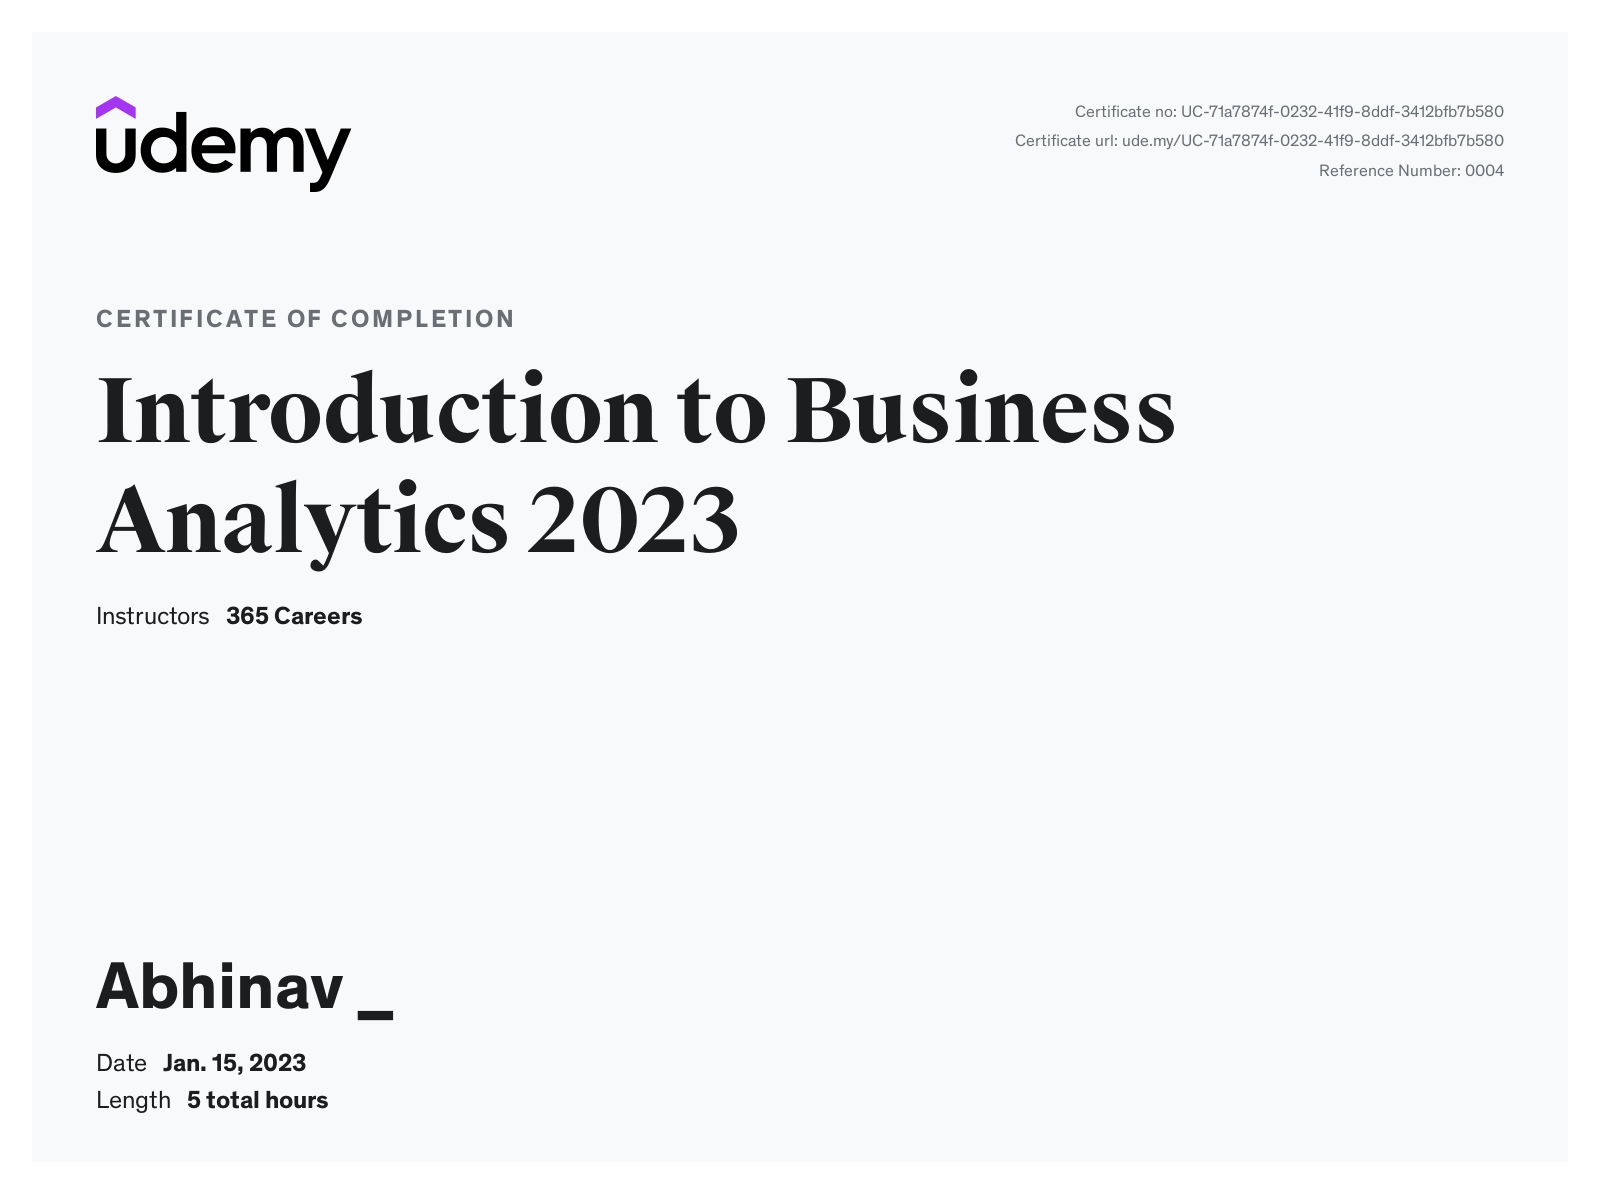 udemy
Certificate no: UC-71a7874f-0232-41f9-8ddf-3412bfb7b580
Certificate url: ude.my/UC-71a7874f-0232-41f9-8ddf-3412bfb7b580
Reference Number: 0004
CERTIFICATE OF COMPLETION
Introduction to Business
Analytics 2023
Instructors 365 Careers
Abhinav _
Date Jan. 15, 2023
Length 5 total hours